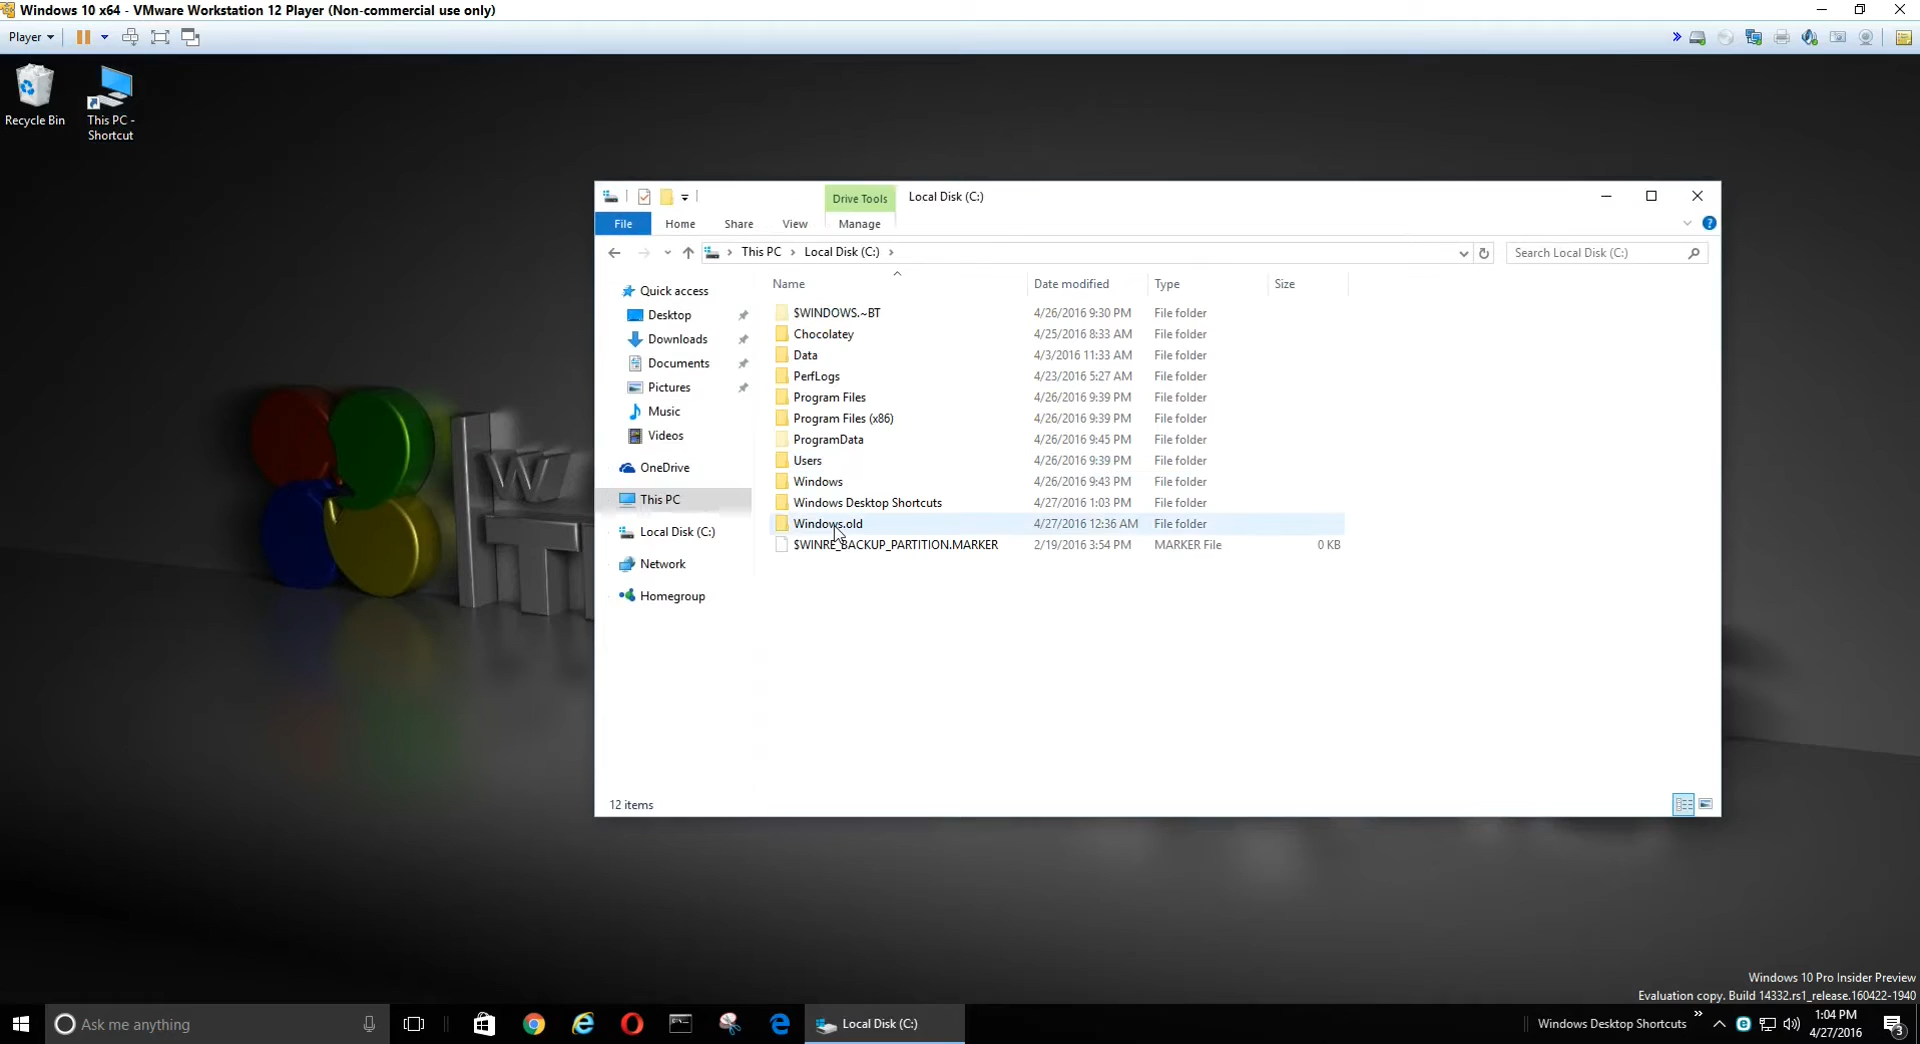 Windows 10 x64 - VMware Workstation 12 Player (Non-commercial use only)
Player
Recycle Bin
This PC -
Shortcut
Drive Tools
Local Disk (C:)
File
Home
Share
View
Manage
This PC
Local Disk (C:)
Search Local Disk (C:)
Name
Date modified
Type
Size
Quick access
Desktop
Downloads
Documents
Pictures
Music
Videos
OneDrive
This PC
Local Disk (C:)
Network
Homegroup
$WINDOWS.~BT 4/26/2016 9:30 PM File folder
Chocolatey 4/25/2016 8:33 AM File folder
Data 4/3/2016 11:33 AM File folder
PerfLogs 4/23/2016 5:27 AM File folder
Program Files 4/26/2016 9:39 PM File folder
Program Files (x86) 4/26/2016 9:39 PM File folder
ProgramData 4/26/2016 9:45 PM File folder
Users 4/26/2016 9:39 PM File folder
Windows 4/26/2016 9:43 PM File folder
Windows Desktop Shortcuts 4/27/2016 1:03 PM File folder
Windows.old 4/27/2016 12:36 AM File folder
$WINRE_BACKUP_PARTITION.MARKER 2/19/2016 3:54 PM MARKER File 0 KB
12 items
Windows 10 Pro Insider Preview
Evaluation copy. Build 14332.rs1_release.160422-1940
Ask me anything
Local Disk (C:)
Windows Desktop Shortcuts
1:04 PM
4/27/2016
3